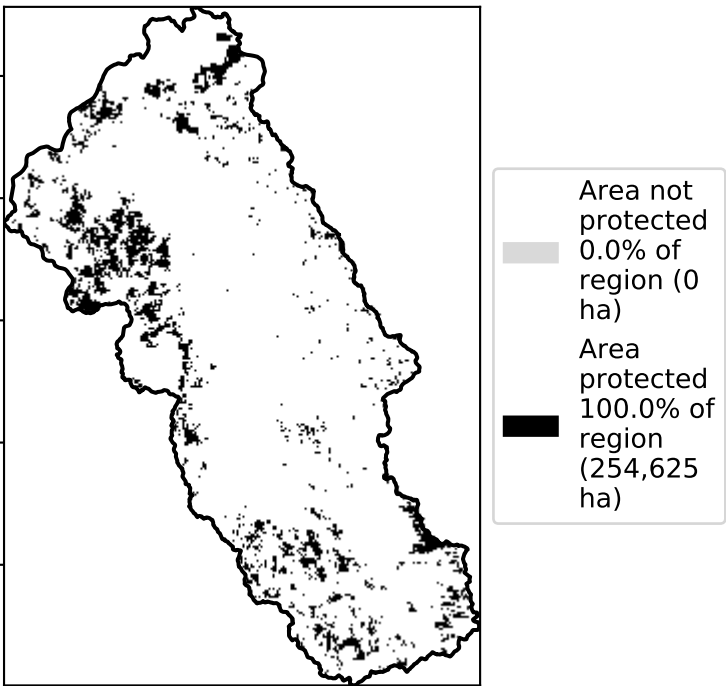 Area not
protected
0.0% of
region (0
ha)
Area
protected
100.0% of
region
(254,625
ha)